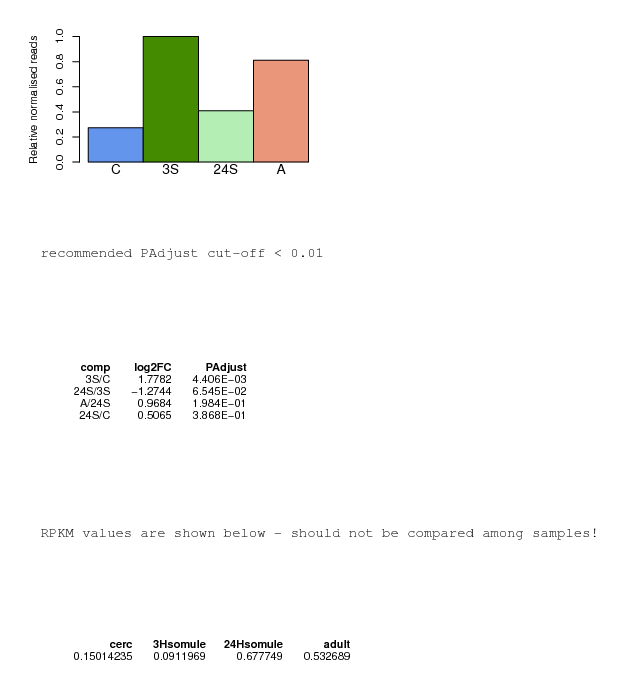 Relative normalised reads
1.0
0.8
0.6
0.4
0.2
0.0
C 3S 24S A
recommended PAdjust cut-off < 0.01
comp log2FC PAdjust
3S/C 1.7782 4.406E−03
24S/3S −1.2744 6.545E−02
A/24S 0.9684 1.984E−01
24S/C 0.5065 3.868E−01
RPKM values are shown below - should not be compared among samples!
cerc 3Hsomule 24Hsomule adult
0.15014235 0.0911969 0.677749 0.532689